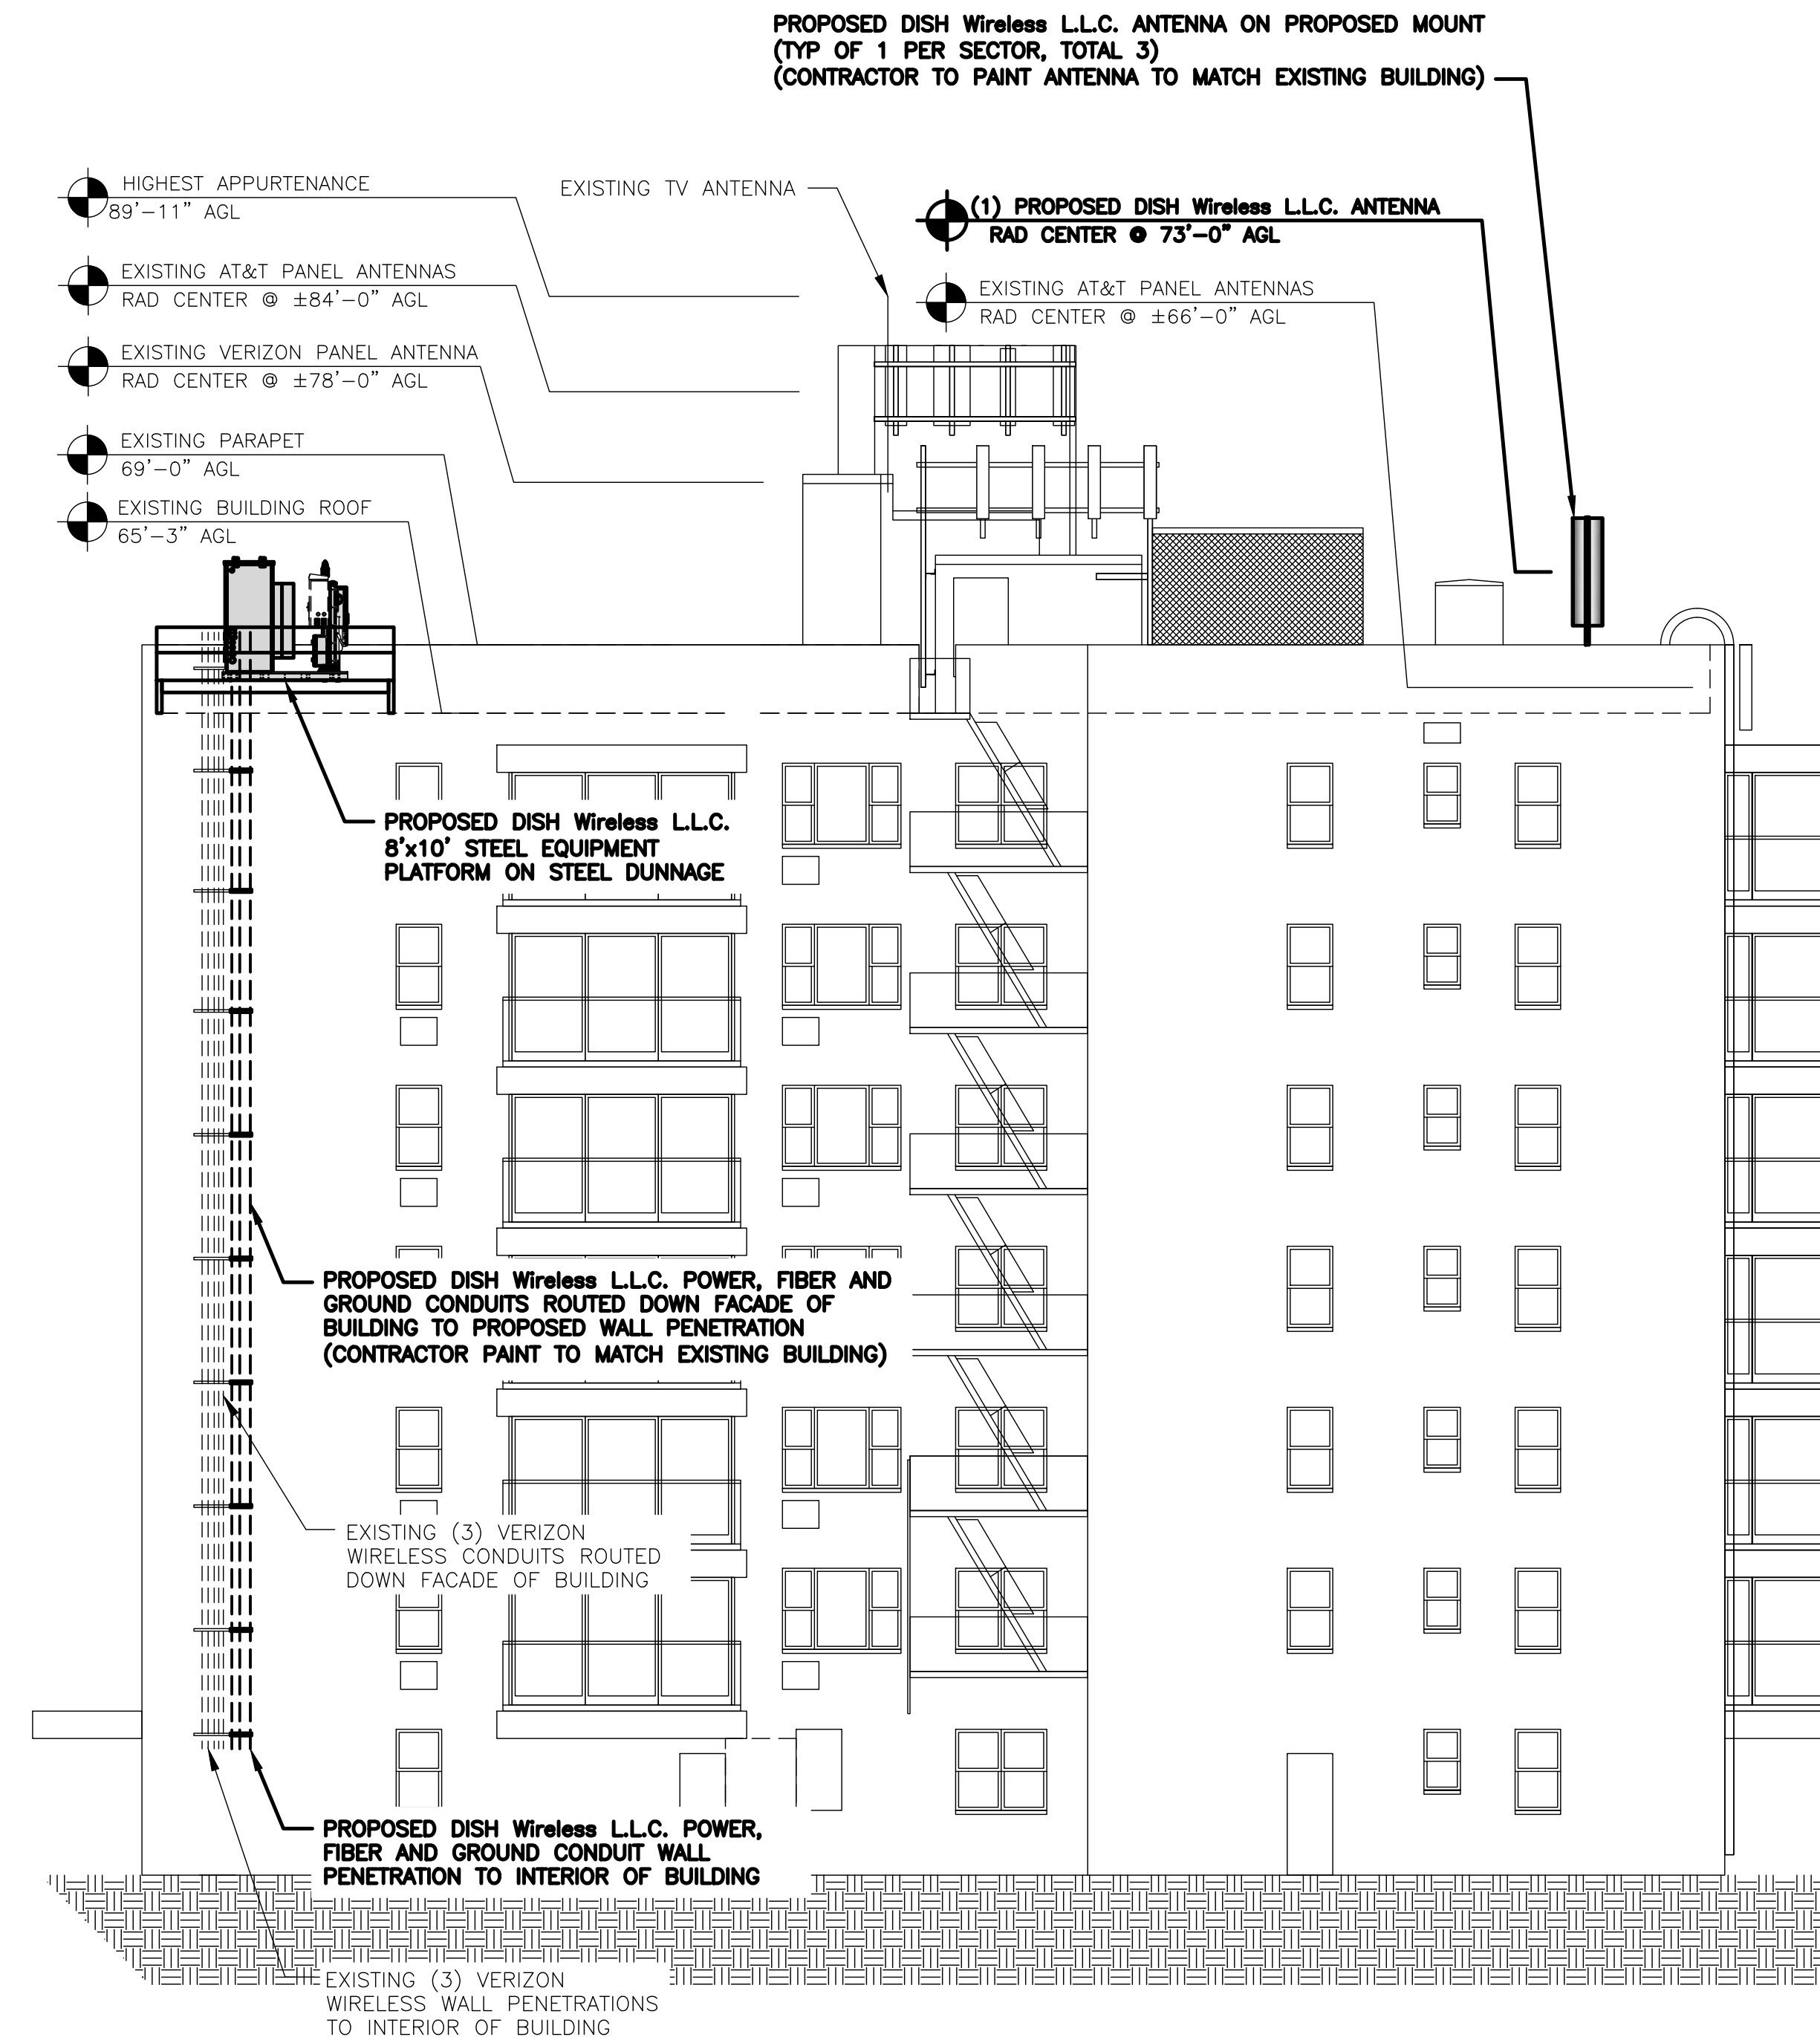 PROPOSED DISH Wireless L.L.C. ANTENNA ON PROPOSED MOUNT
(TYP OF 1 PER SECTOR, TOTAL 3)
(CONTRACTOR TO PAINT ANTENNA TO MATCH EXISTING BUILDING)
HIGHEST APPURTENANCE
89'-11" AGL
EXISTING TV ANTENNA
(1) PROPOSED DISH Wireless L.L.C. ANTENNA
RAD CENTER @ 73'-0" AGL
EXISTING AT&T PANEL ANTENNAS
RAD CENTER @ ±84'-0" AGL
EXISTING AT&T PANEL ANTENNAS
RAD CENTER @ ±66'-0" AGL
EXISTING VERIZON PANEL ANTENNA
RAD CENTER @ ±78'-0" AGL
EXISTING PARAPET
69'-0" AGL
EXISTING BUILDING ROOF
65'-3" AGL
PROPOSED DISH Wireless L.L.C.
8'x10' STEEL EQUIPMENT
PLATFORM ON STEEL DUNNAGE
PROPOSED DISH Wireless L.L.C. POWER, FIBER AND
GROUND CONDUITS ROUTED DOWN FACADE OF
BUILDING TO PROPOSED WALL PENETRATION
(CONTRACTOR PAINT TO MATCH EXISTING BUILDING)
EXISTING (3) VERIZON
WIRELESS CONDUITS ROUTED
DOWN FACADE OF BUILDING
PROPOSED DISH Wireless L.L.C. POWER,
FIBER AND GROUND CONDUIT WALL
PENETRATION TO INTERIOR OF BUILDING
EXISTING (3) VERIZON
WIRELESS WALL PENETRATIONS
TO INTERIOR OF BUILDING